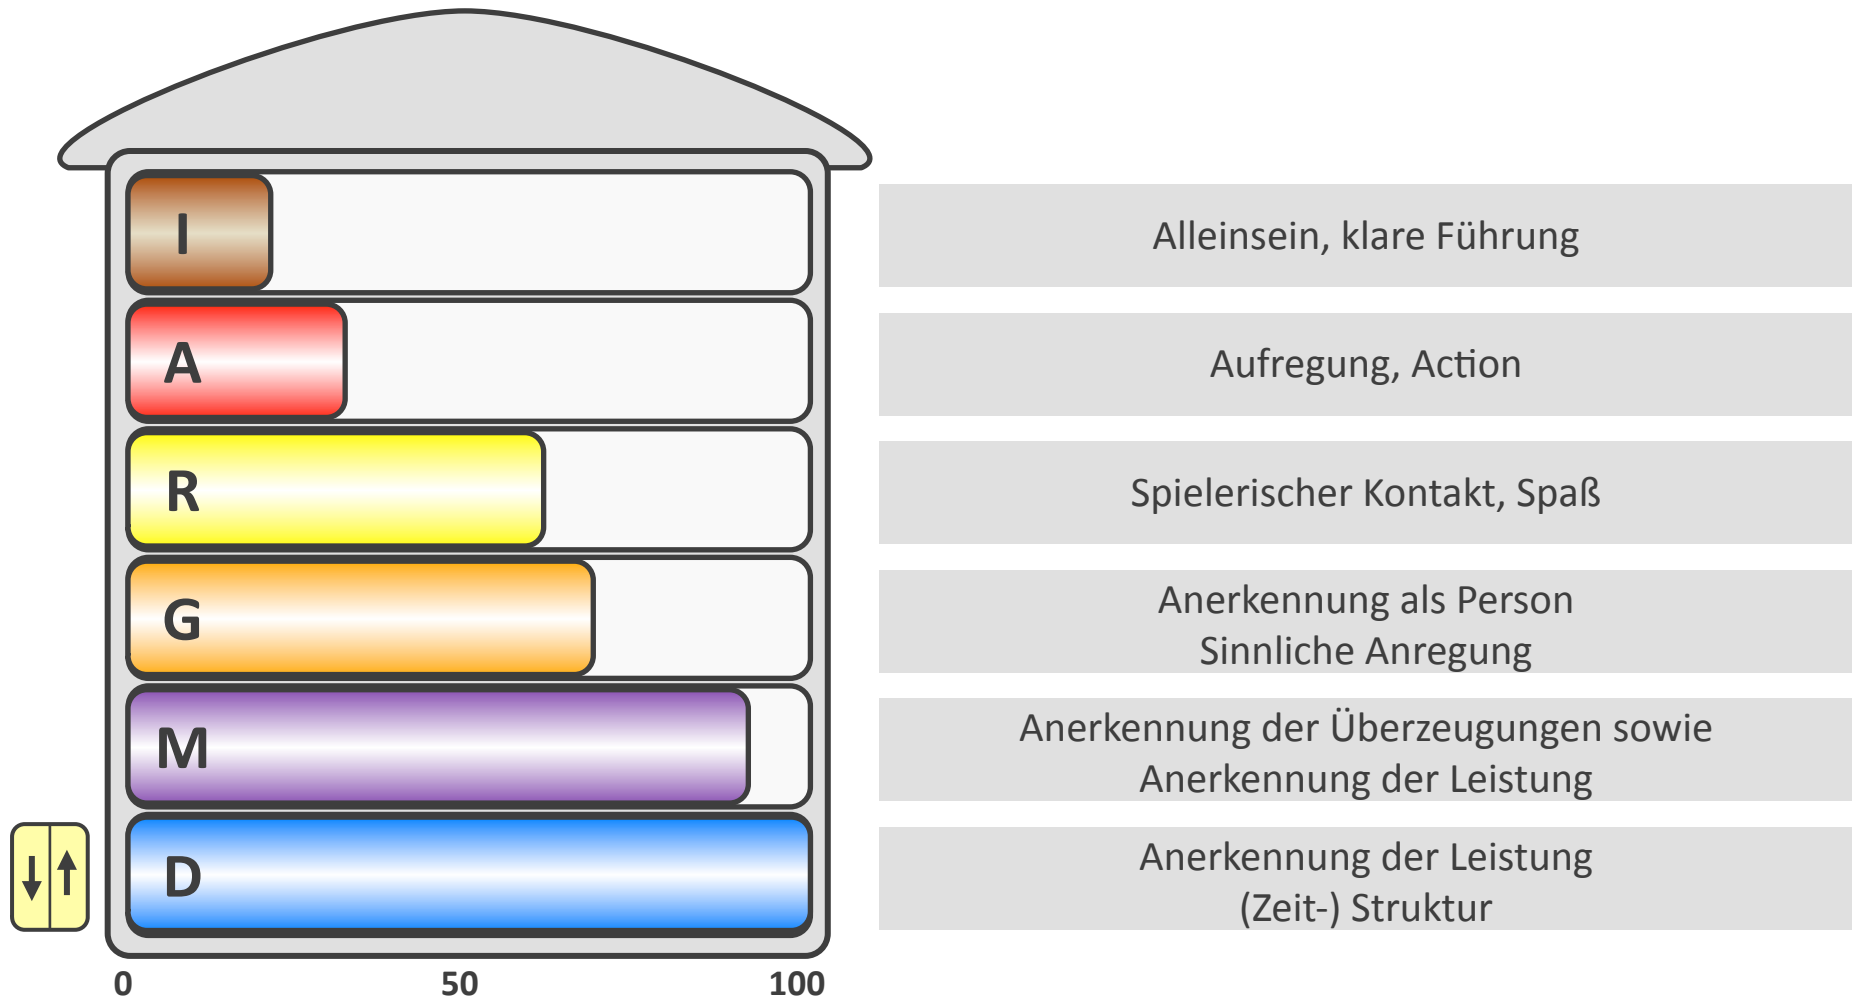 I
Alleinsein, klare Führung
A
Aufregung, Action
R
Spielerischer Kontakt, Spaß
G
Anerkennung als Person
Sinnliche Anregung
M
Anerkennung der Überzeugungen sowie
Anerkennung der Leistung
D
Anerkennung der Leistung
(Zeit-) Struktur
0 50 100